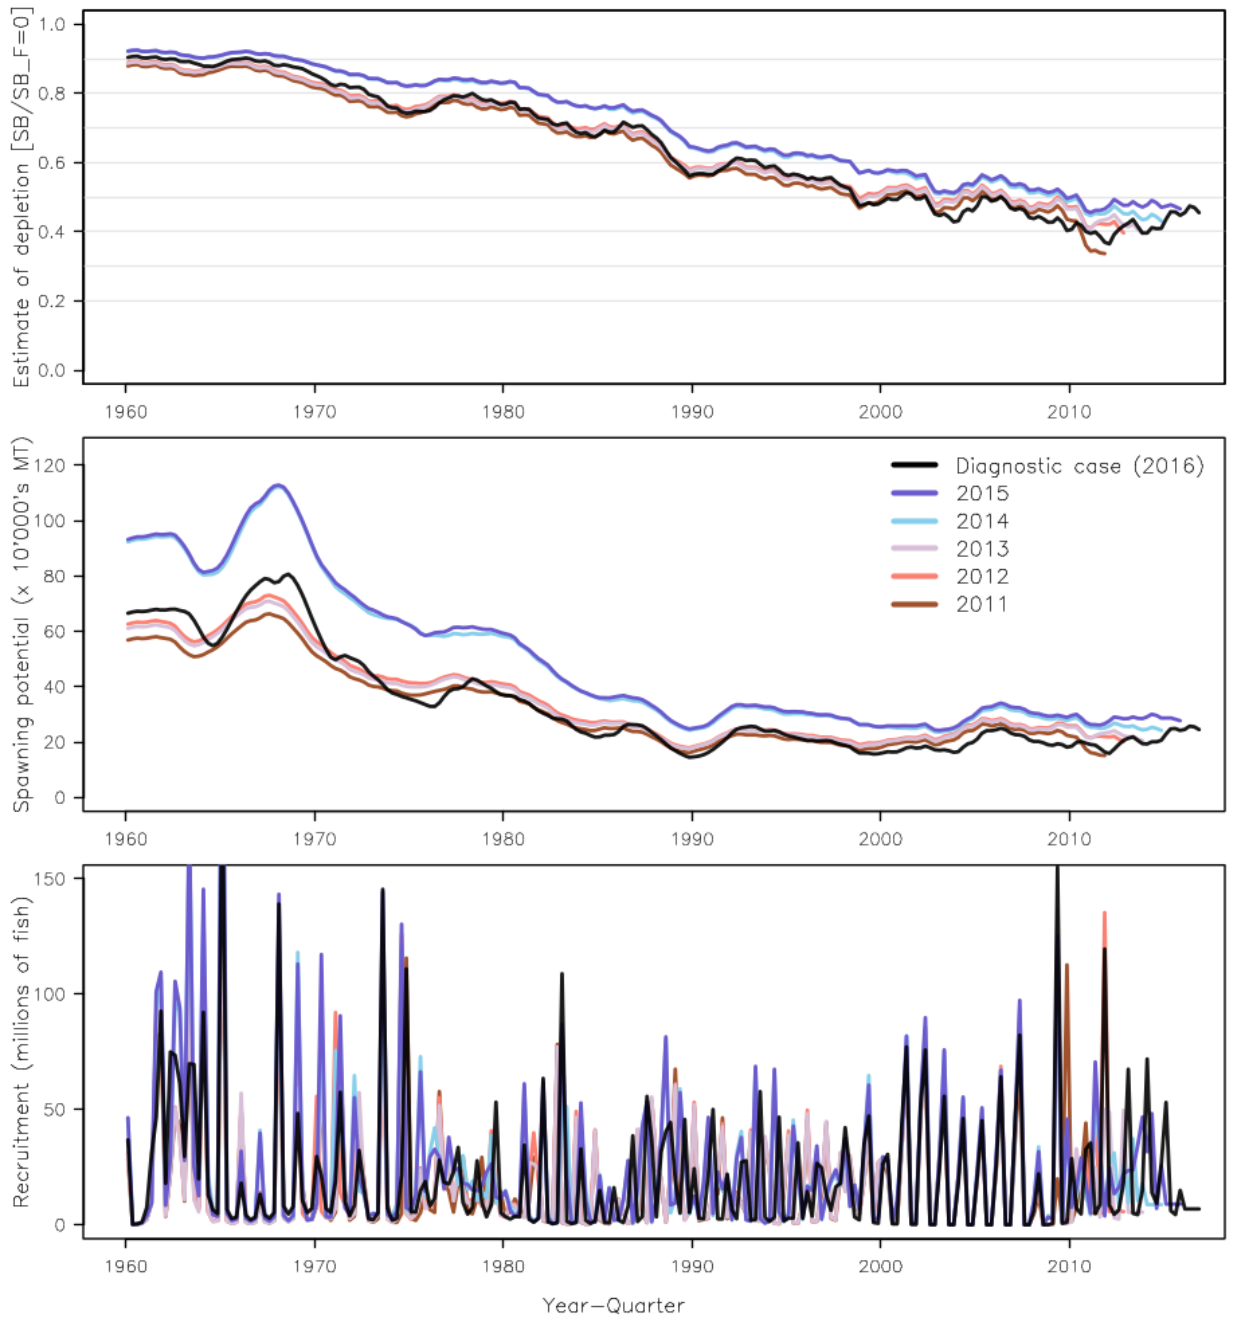 Estimate of depletion [SB/SB_F=0]
1.0
0.8
0.6
0.4
0.2
0.0
1960 1970 1980 1990 2000 2010
Spawning potential (x 10'000's MT)
120
100
80
60
40
20
0
Diagnostic case (2016)
2015
2014
2013
2012
2011
1960 1970 1980 1990 2000 2010
Recruitment (millions of fish)
150
100
50
0
1960 1970 1980 1990 2000 2010
Year-Quarter